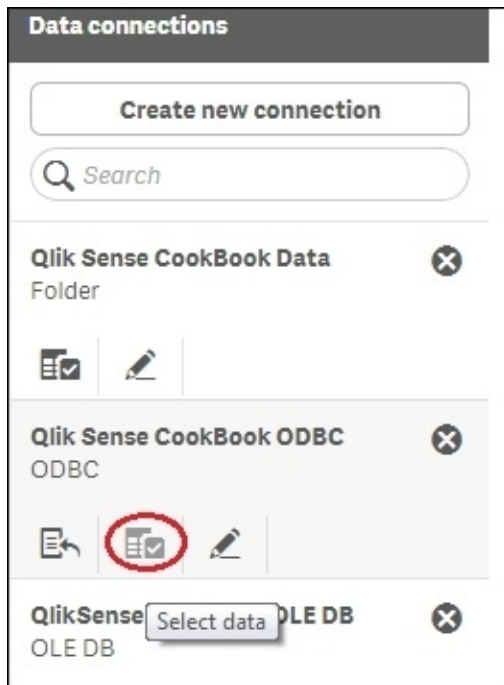 Data connections
Create new connection
Search
Qlik Sense CookBook Data
Folder
Qlik Sense CookBook ODBC
ODBC
QlikSense OLE DB
Select data
OLE DB